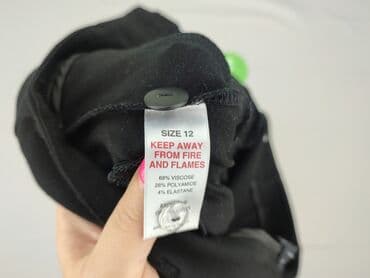 SIZE 12
KEEP AWAY
FROM FIRE
AND FLAMES
68% VISCOSE
28% POLYAMIDE
4% ELASTANE